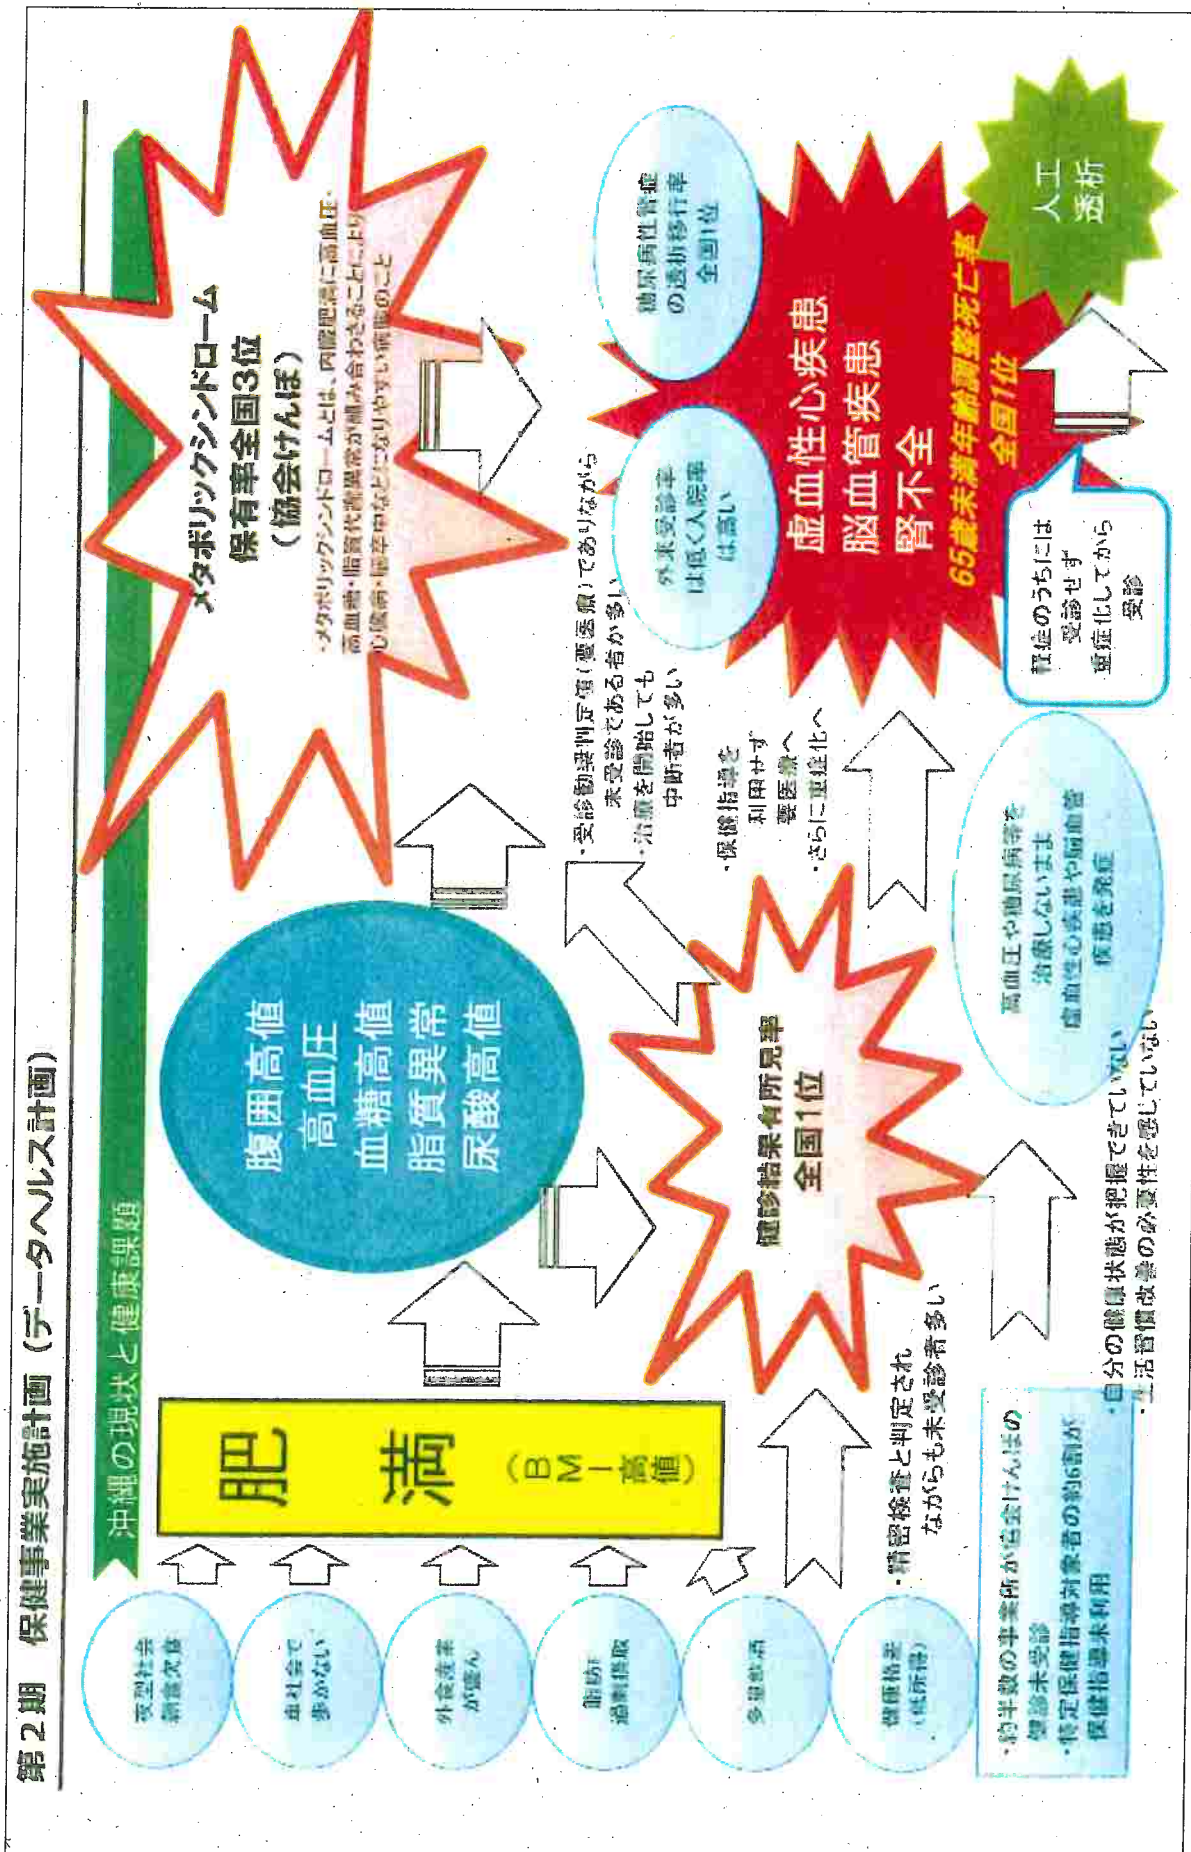 第2期 保健事業実施計画（データヘルス計画）
沖縄の現状と健康課題
夜型社会
朝食欠食
車社会で
歩かない
外食産業
が盛ん
脂肪
過剰摂取
多量飲酒
健康格差
（低所得）
肥満
（BMI高値）
腹囲高値
高血圧
血糖高値
脂質異常
尿酸高値
メタボリックシンドローム
保有率全国3位
（協会けんぽ）
・メタボリックシンドロームとは、内臓肥満に高血圧・
高血糖・脂質代謝異常が組み合わさることにより
心臓病・脳卒中などになりやすい病態のこと
健診結果有所見率
全国1位
・受診勧奨判定値（要医療）でありながら
未受診である者が多い
・治療を開始しても
中断者が多い
・保健指導を
利用せず
要医療へ
・さらに重症化へ
外来受診率
は低く入院率
は高い
糖尿病性腎症
の透析移行率
全国1位
虚血性心疾患
脳血管疾患
腎不全
65歳未満年齢調整死亡率
全国1位
人工
透析
・精密検査と判定され
ながらも未受診者多い
・約半数の事業所が協会けんぽの
健診未受診
・特定保健指導対象者の約6割が
保健指導未利用
・自分の健康状態が把握できていない
・生活習慣改善の必要性を感じていない
高血圧や糖尿病等を
治療しないまま
虚血性心疾患や脳血管
疾患を発症
軽症のうちには
受診せず
重症化してから
受診